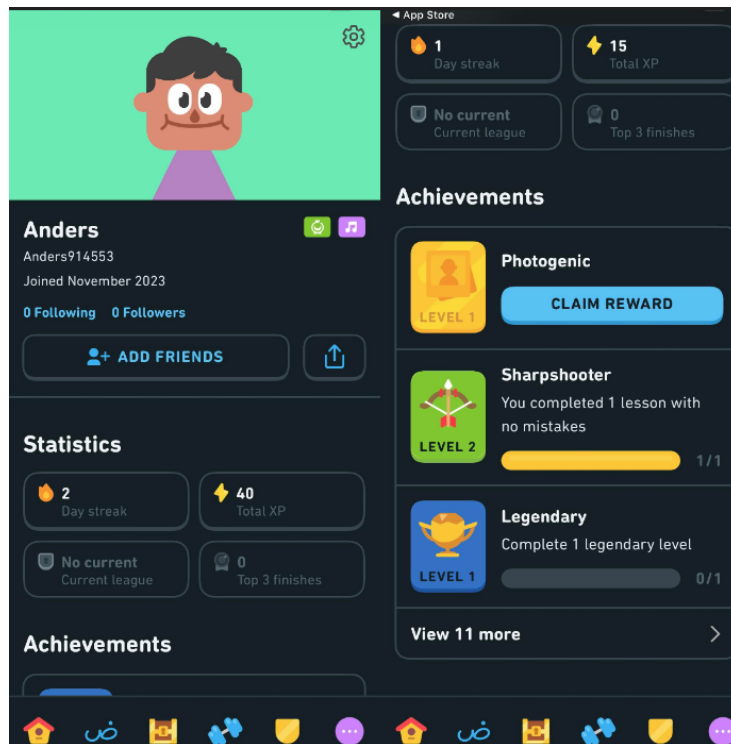 Anders
Anders914553
Joined November 2023
0 Following 0 Followers
ADD FRIENDS
Statistics
2
Day streak
40
Total XP
No current
Current league
0
Top 3 finishes
Achievements
ض
App Store
1
Day streak
15
Total XP
No current
Current league
0
Top 3 finishes
Achievements
LEVEL 1
Photogenic
CLAIM REWARD
LEVEL 2
Sharpshooter
You completed 1 lesson with
no mistakes
1/1
LEVEL 1
Legendary
Complete 1 legendary level
0/1
View 11 more
ض